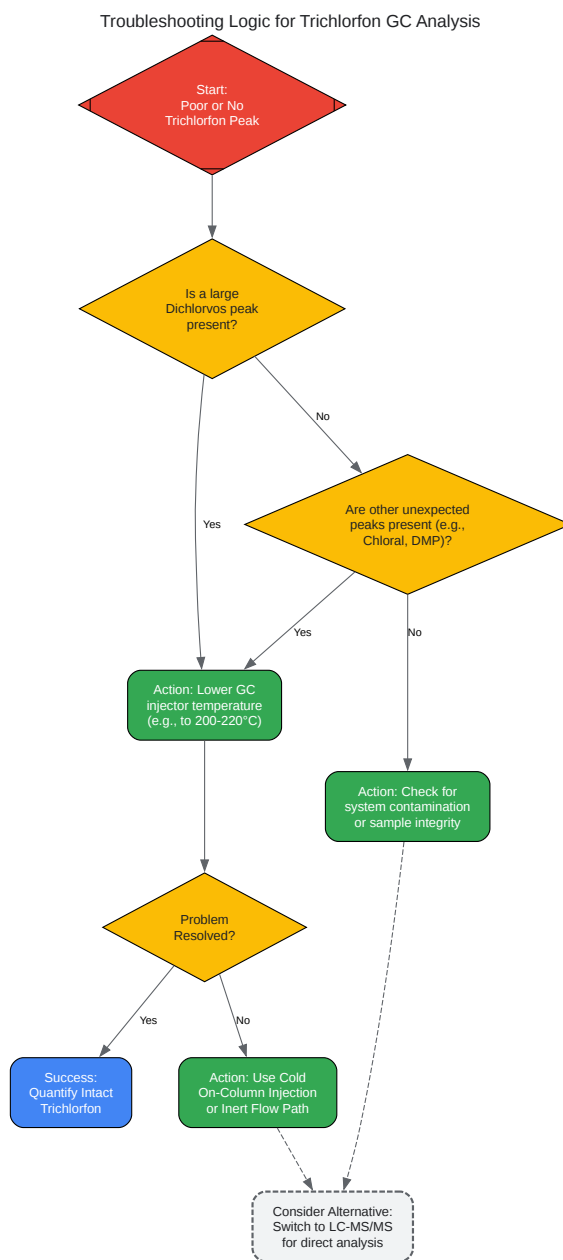 Troubleshooting Logic for Trichlorfon GC Analysis
Start:
Poor or No
Trichlorfon Peak
Is a large
Dichlorvos peak
present?
No
Yes
Are other unexpected
peaks present (e.g.,
Chloral, DMP)?
Yes
No
Action: Lower GC
injector temperature
(e.g., to 200-220°C)
Action: Check for
system contamination
or sample integrity
Problem
Resolved?
Yes
No
Success:
Quantify Intact
Trichlorfon
Action: Use Cold
On-Column Injection
or Inert Flow Path
Consider Alternative:
Switch to LC-MS/MS
for direct analysis